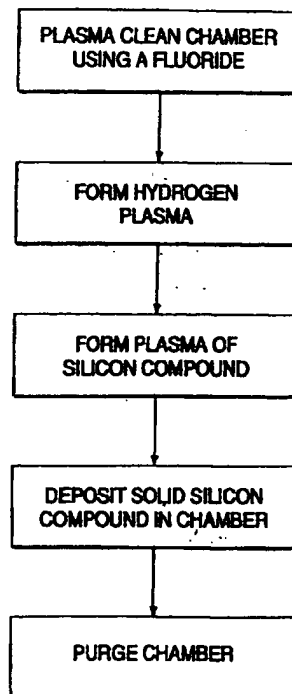 PLASMA CLEAN CHAMBER
USING A FLUORIDE
FORM HYDROGEN
PLASMA
FORM PLASMA OF
SILICON COMPOUND
DEPOSIT SOLID SILICON
COMPOUND IN CHAMBER
PURGE CHAMBER